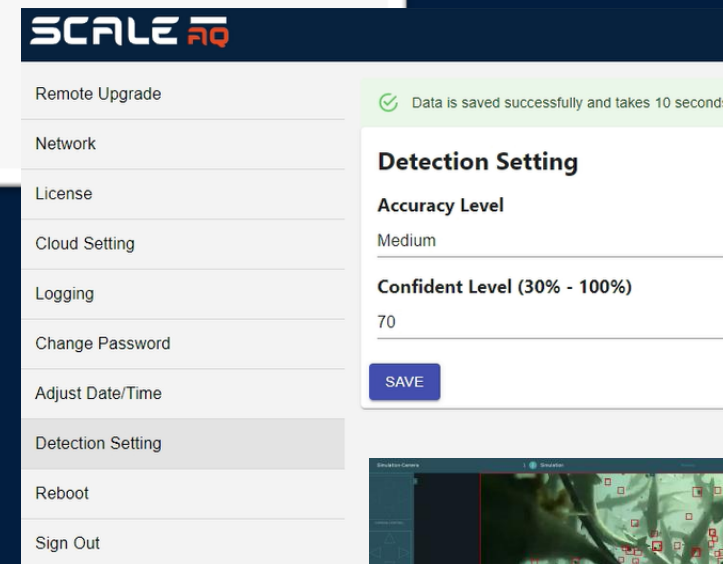 SCALE AQ
Remote Upgrade
Network
License
Cloud Setting
Logging
Change Password
Adjust Date/Time
Detection Setting
Reboot
Sign Out
Data is saved successfully and takes 10 seconds
Detection Setting
Accuracy Level
Medium
Confident Level (30% - 100%)
70
SAVE
Simulation Camera
Simulation